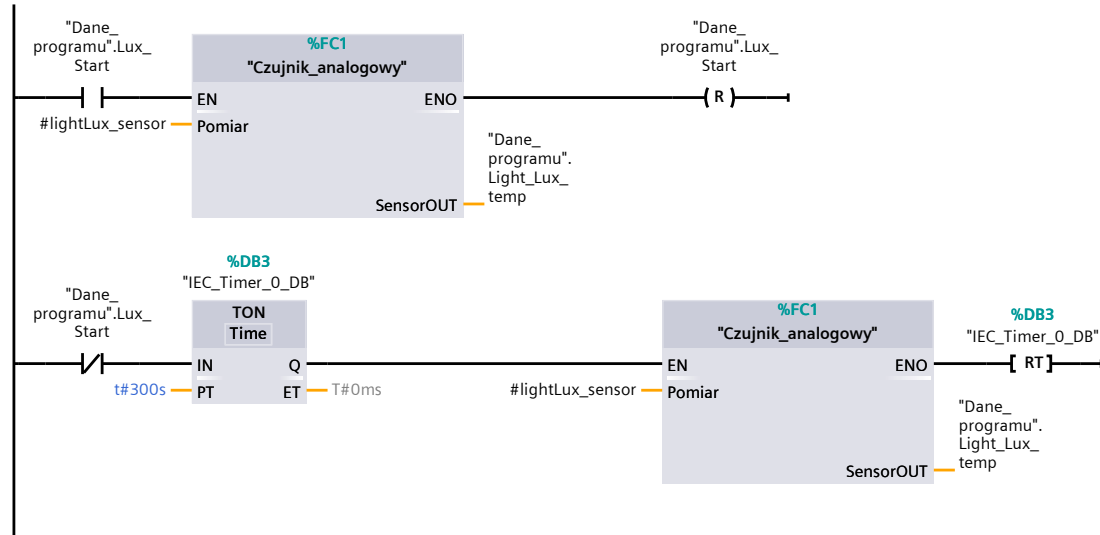 "Dane_
programu".Lux_
Start
%FC1
"Czujnik_analogowy"
"Dane_
programu".Lux_
Start
EN
ENO
( R )
#lightLux_sensor
Pomiar
"Dane_
programu".
Light_Lux_
temp
SensorOUT
%DB3
"IEC_Timer_0_DB"
"Dane_
programu".Lux_
Start
TON
Time
%FC1
"Czujnik_analogowy"
%DB3
"IEC_Timer_0_DB"
IN
Q
EN
ENO
[ RT ]
t#300s
PT
ET
T#0ms
#lightLux_sensor
Pomiar
"Dane_
programu".
Light_Lux_
temp
SensorOUT